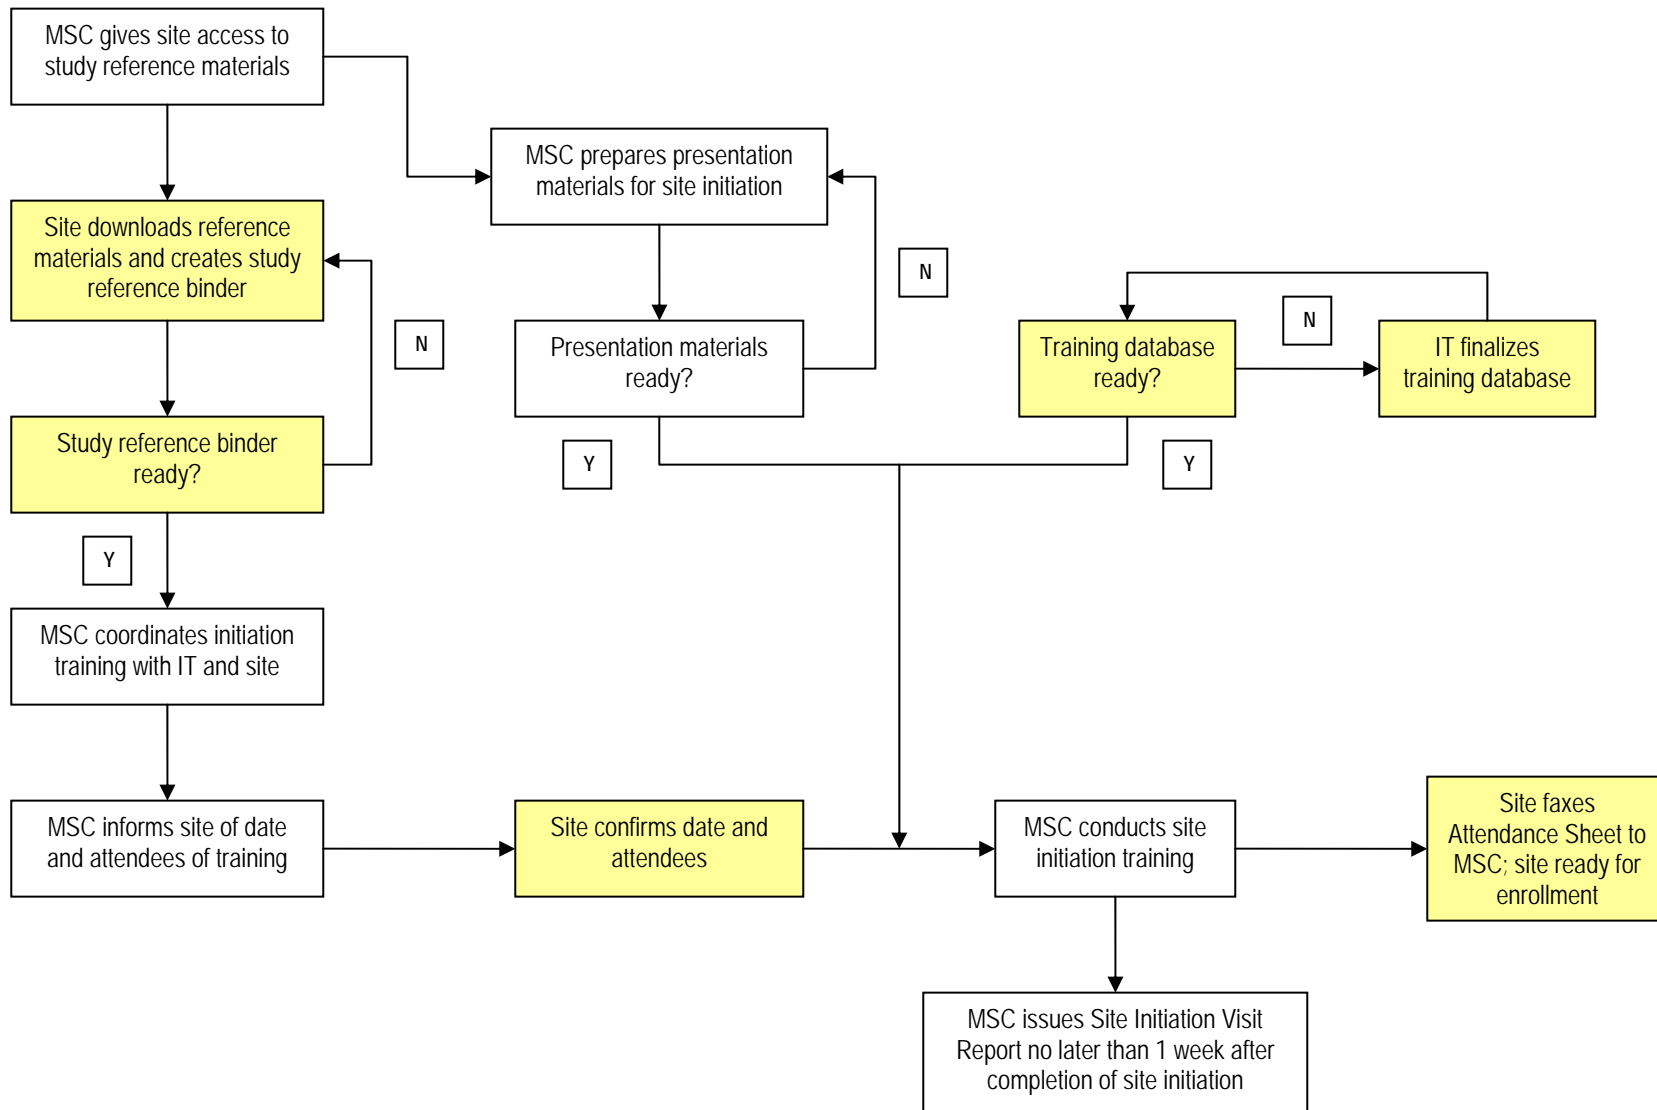 MSC gives site access to
study reference materials
MSC prepares presentation
materials for site initiation
Site downloads reference
materials and creates study
reference binder
N
N
N
Presentation materials
ready?
Training database
ready?
IT finalizes
training database
Study reference binder
ready?
Y
Y
Y
MSC coordinates initiation
training with IT and site
MSC informs site of date
and attendees of training
Site confirms date and
attendees
MSC conducts site
initiation training
Site faxes
Attendance Sheet to
MSC; site ready for
enrollment
MSC issues Site Initiation Visit
Report no later than 1 week after
completion of site initiation